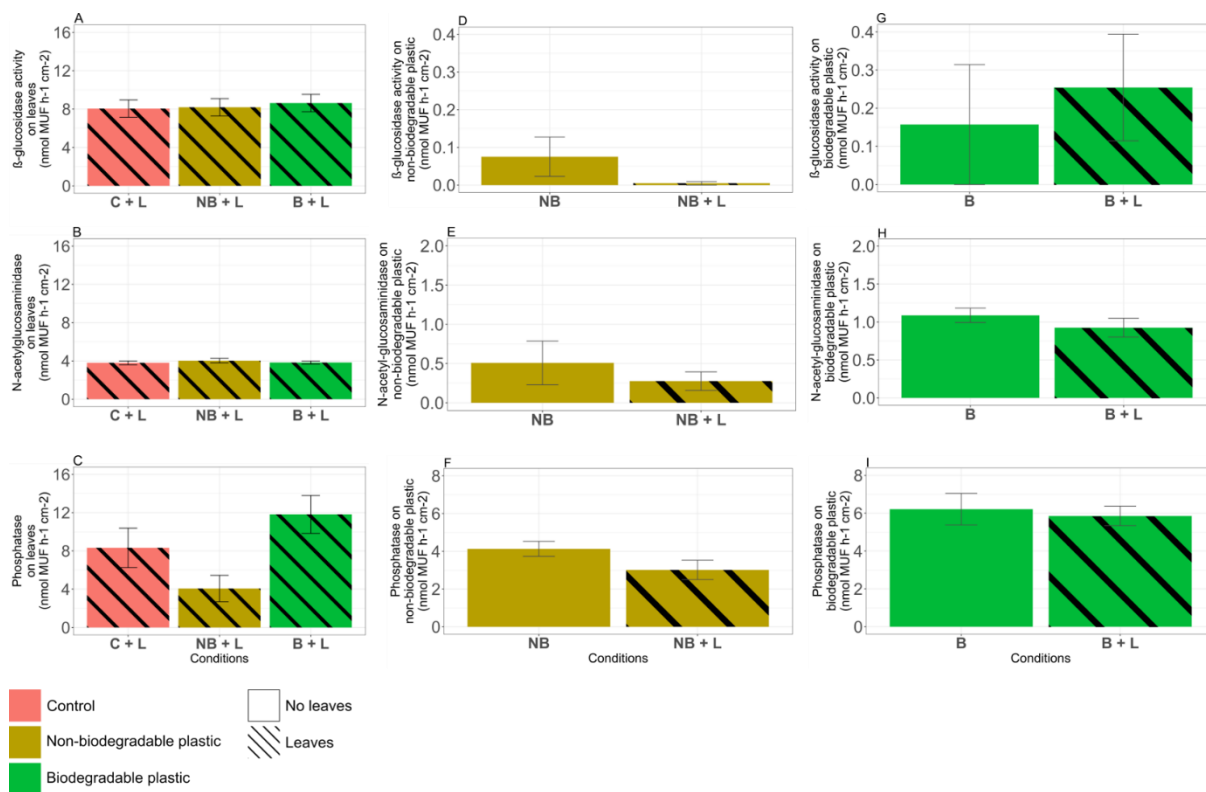 A
ß-glucosidase activity
on leaves
(nmol MUF h-1 cm-2)
16
12
8
4
0
C + L
NB + L
B + L
D
ß-glucosidase activity on
non-biodegradable plastic
(nmol MUF h-1 cm-2)
0.4
0.3
0.2
0.1
0.0
NB
NB + L
G
ß-glucosidase activity on
biodegradable plastic
(nmol MUF h-1 cm-2)
0.4
0.3
0.2
0.1
0.0
B
B + L
B
N-acetylglucosaminidase
on leaves
(nmol MUF h-1 cm-2)
16
12
8
4
0
C + L
NB + L
B + L
E
N-acetyl-glucosaminidase on
non-biodegradable plastic
(nmol MUF h-1 cm-2)
2.0
1.5
1.0
0.5
0.0
NB
NB + L
H
N-acetyl-glucosaminidase on
biodegradable plastic
(nmol MUF h-1 cm-2)
2.0
1.5
1.0
0.5
0.0
B
B + L
C
Phosphatase
on leaves
(nmol MUF h-1 cm-2)
16
12
8
4
0
C + L
NB + L
B + L
Conditions
F
Phosphatase on
non-biodegradable plastic
(nmol MUF h-1 cm-2)
8
6
4
2
0
NB
NB + L
Conditions
I
Phosphatase on
biodegradable plastic
(nmol MUF h-1 cm-2)
8
6
4
2
0
B
B + L
Conditions
Control
Non-biodegradable plastic
Biodegradable plastic
No leaves
Leaves